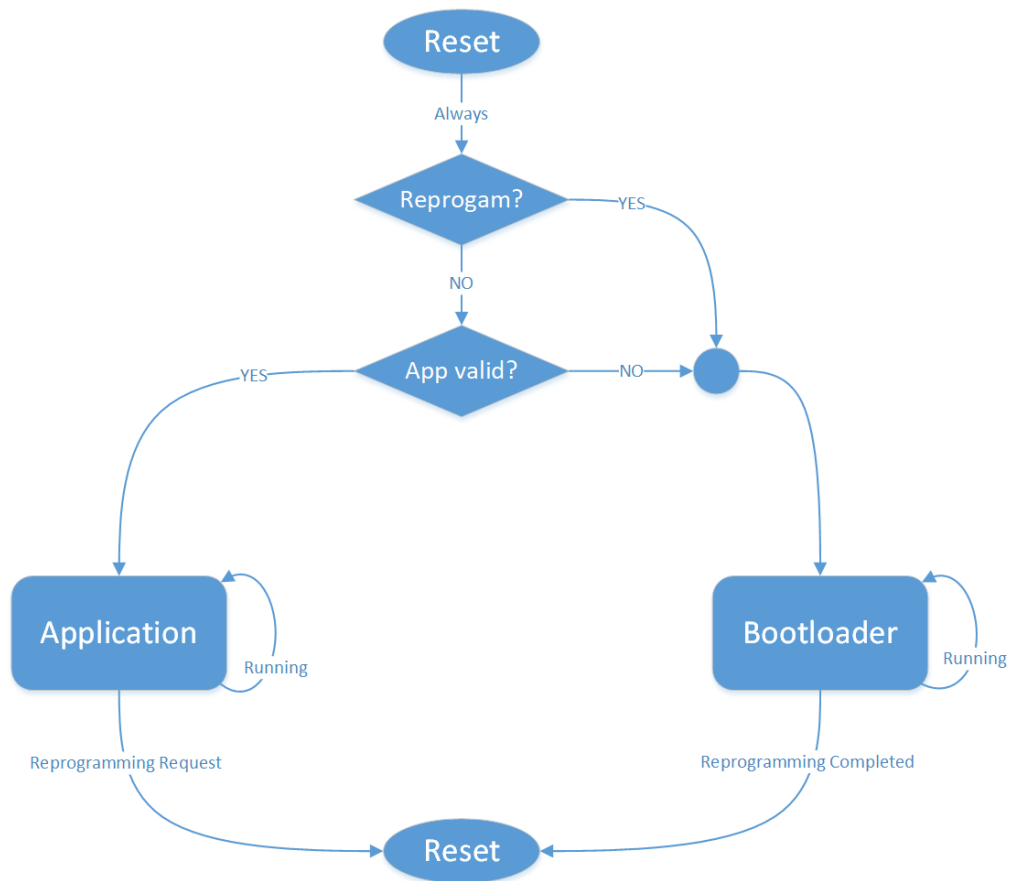 Reset
Always
Reprogam?
YES
NO
App valid?
YES
NO
Application
Running
Bootloader
Running
Reprogramming Request
Reprogramming Completed
Reset